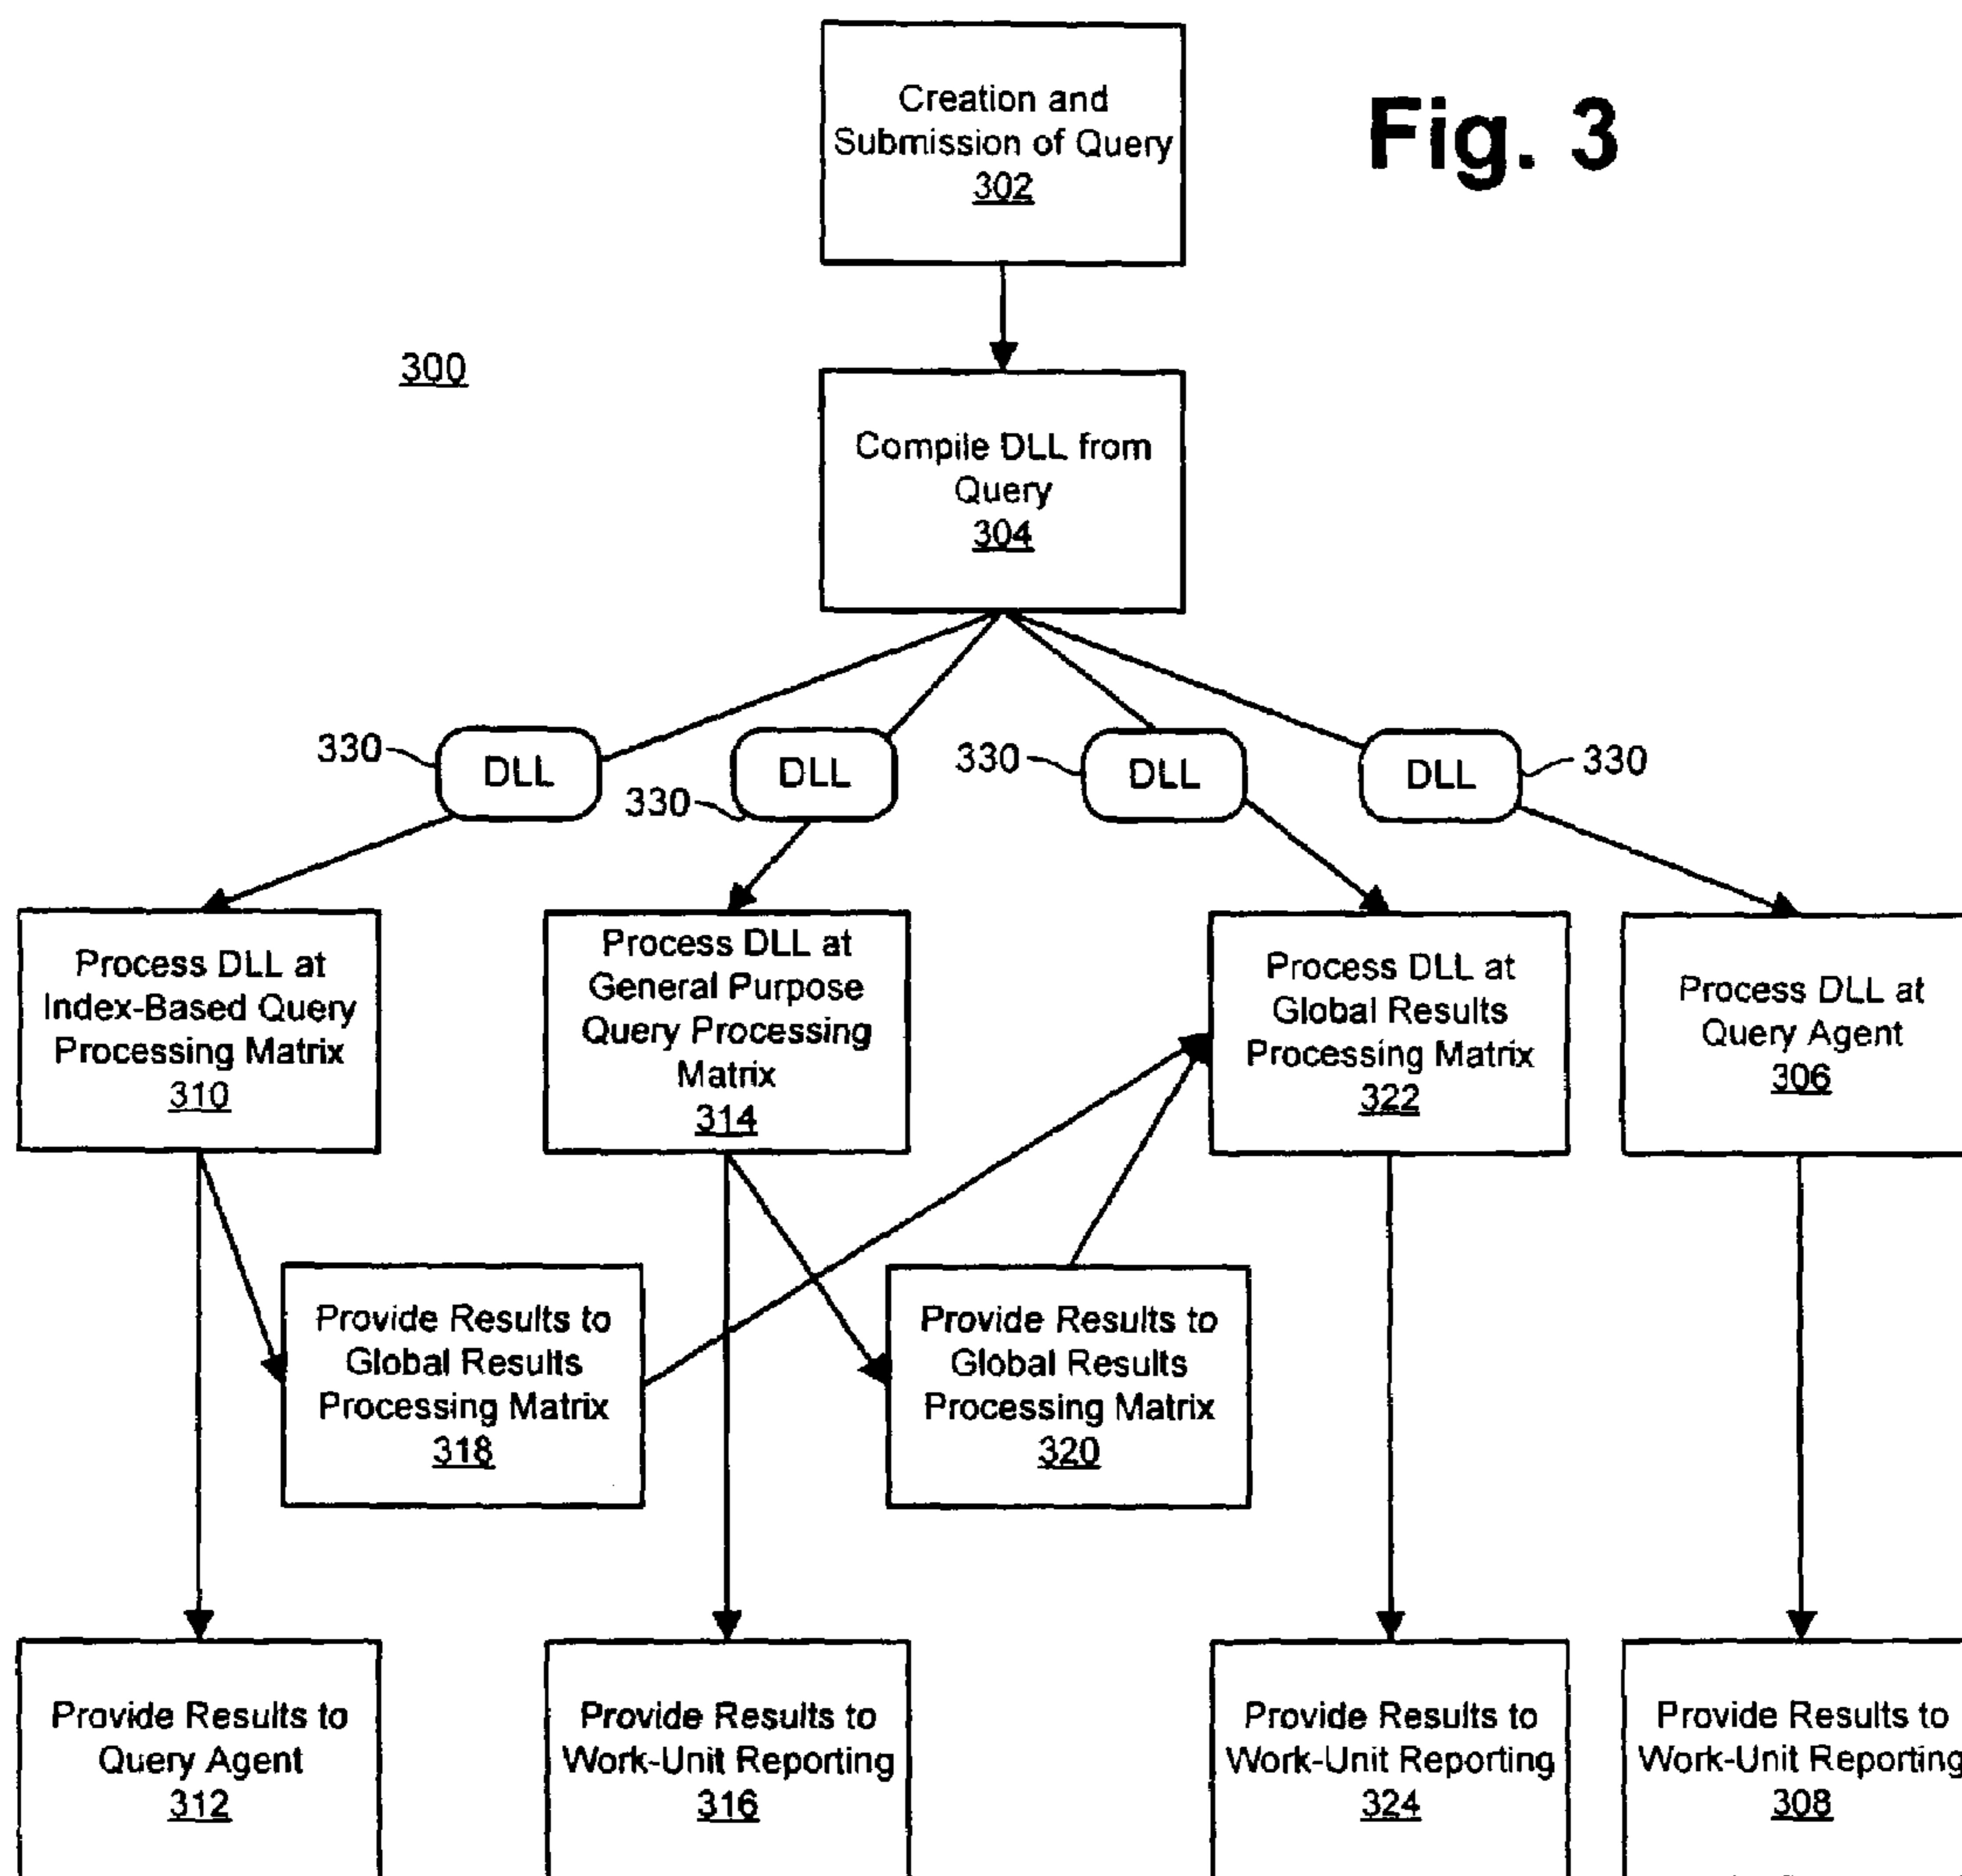 Creation and
Submission of Query
302
Fig. 3
300
Compile DLL from
Query
304
330
DLL
330
DLL
330
DLL
DLL
330
Process DLL at
Index-Based Query
Processing Matrix
310
Process DLL at
General Purpose
Query Processing
Matrix
314
Process DLL at
Global Results
Processing Matrix
322
Process DLL at
Query Agent
306
Provide Results to
Global Results
Processing Matrix
318
Provide Results to
Global Results
Processing Matrix
320
Provide Results to
Query Agent
312
Provide Results to
Work-Unit Reporting
316
Provide Results to
Work-Unit Reporting
324
Provide Results to
Work-Unit Reporting
308